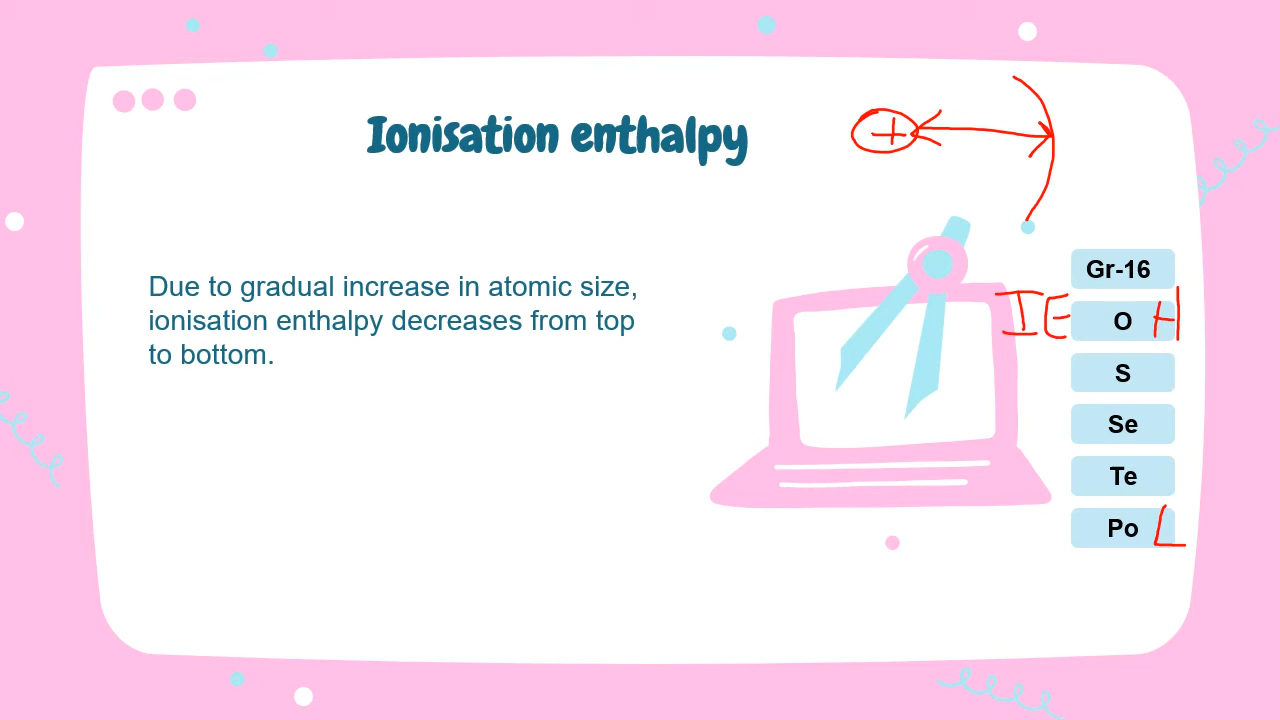 Ionisation enthalpy
+
Due to gradual increase in atomic size,
ionisation enthalpy decreases from top
to bottom.
Gr-16
IE O H
S
Se
Te
Po L